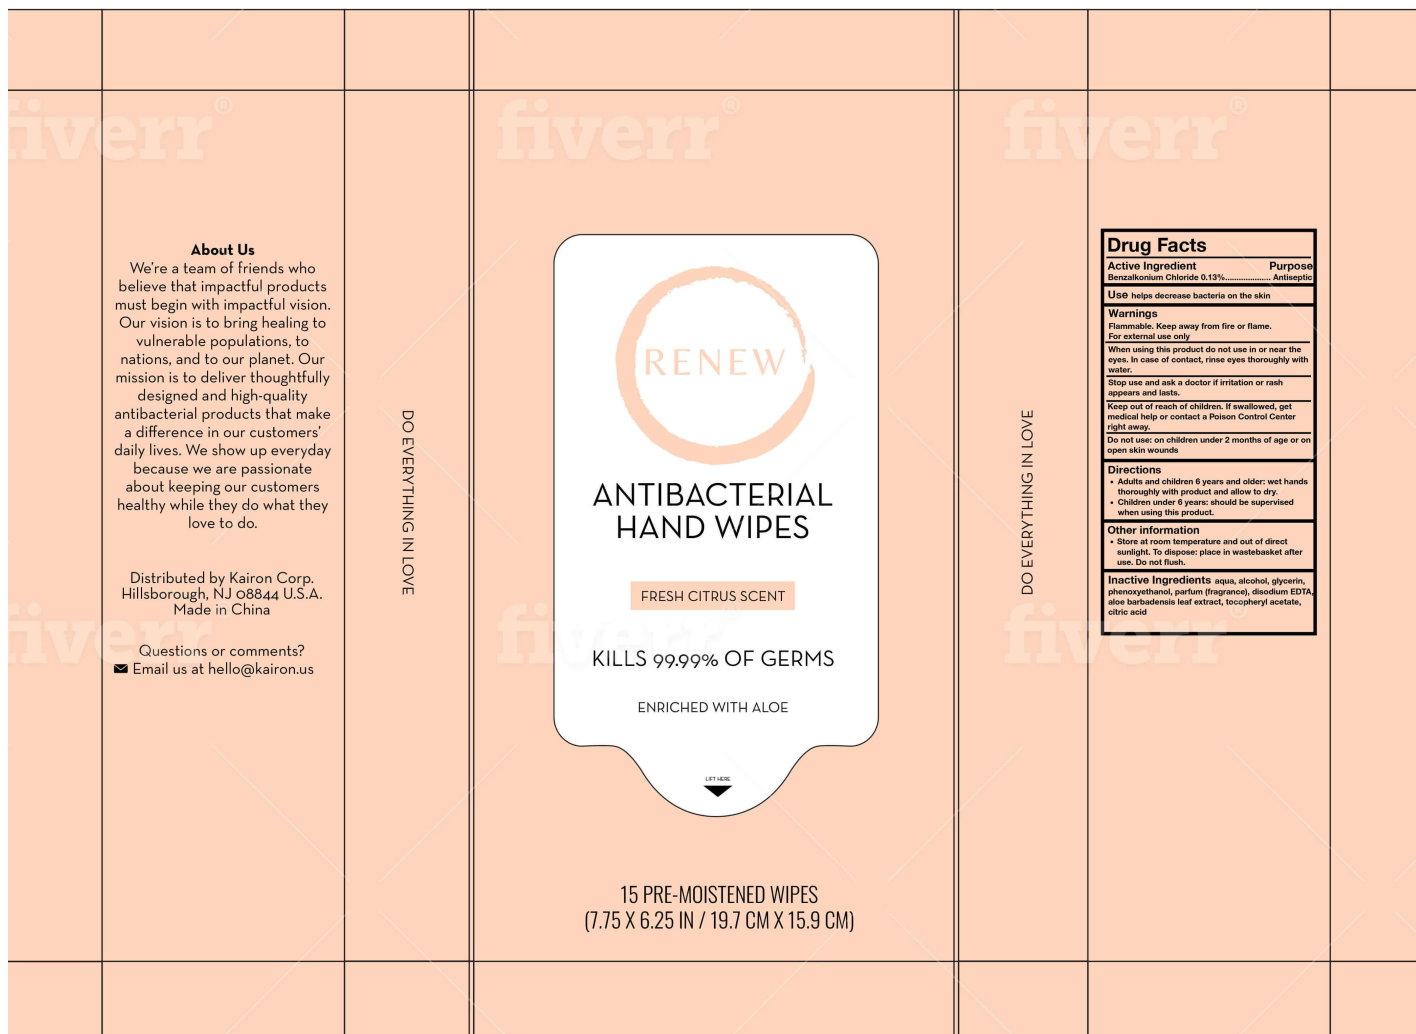 fiverr®
fiverr®
fiverr®
About Us
We're a team of friends who
believe that impactful products
must begin with impactful vision.
Our vision is to bring healing to
vulnerable populations, to
nations, and to our planet. Our
mission is to deliver thoughtfully
designed and high-quality
antibacterial products that make
a difference in our customers'
daily lives. We show up everyday
because we are passionate
about keeping our customers
healthy while they do what they
love to do.
Distributed by Kairon Corp.
Hillsborough, NJ 08844 U.S.A.
Made in China
Questions or comments?
Email us at hello@kairon.us
DO EVERYTHING IN LOVE
RENEW
ANTIBACTERIAL
HAND WIPES
FRESH CITRUS SCENT
KILLS 99.99% OF GERMS
ENRICHED WITH ALOE
LIFT HERE
15 PRE-MOISTENED WIPES
(7.75 X 6.25 IN / 19.7 CM X 15.9 CM)
DO EVERYTHING IN LOVE
Drug Facts
Active Ingredient Purpose
Benzalkonium Chloride 0.13%.................... Antiseptic
Use helps decrease bacteria on the skin
Warnings
Flammable. Keep away from fire or flame.
For external use only
When using this product do not use in or near the
eyes. In case of contact, rinse eyes thoroughly with
water.
Stop use and ask a doctor if irritation or rash
appears and lasts.
Keep out of reach of children. If swallowed, get
medical help or contact a Poison Control Center
right away.
Do not use: on children under 2 months of age or on
open skin wounds
Directions
• Adults and children 6 years and older: wet hands
thoroughly with product and allow to dry.
• Children under 6 years: should be supervised
when using this product.
Other information
• Store at room temperature and out of direct
sunlight. To dispose: place in wastebasket after
use. Do not flush.
Inactive Ingredients aqua, alcohol, glycerin,
phenoxyethanol, parfum (fragrance), disodium EDTA,
aloe barbadensis leaf extract, tocopheryl acetate,
citric acid
fiverr
fiverr
fiverr